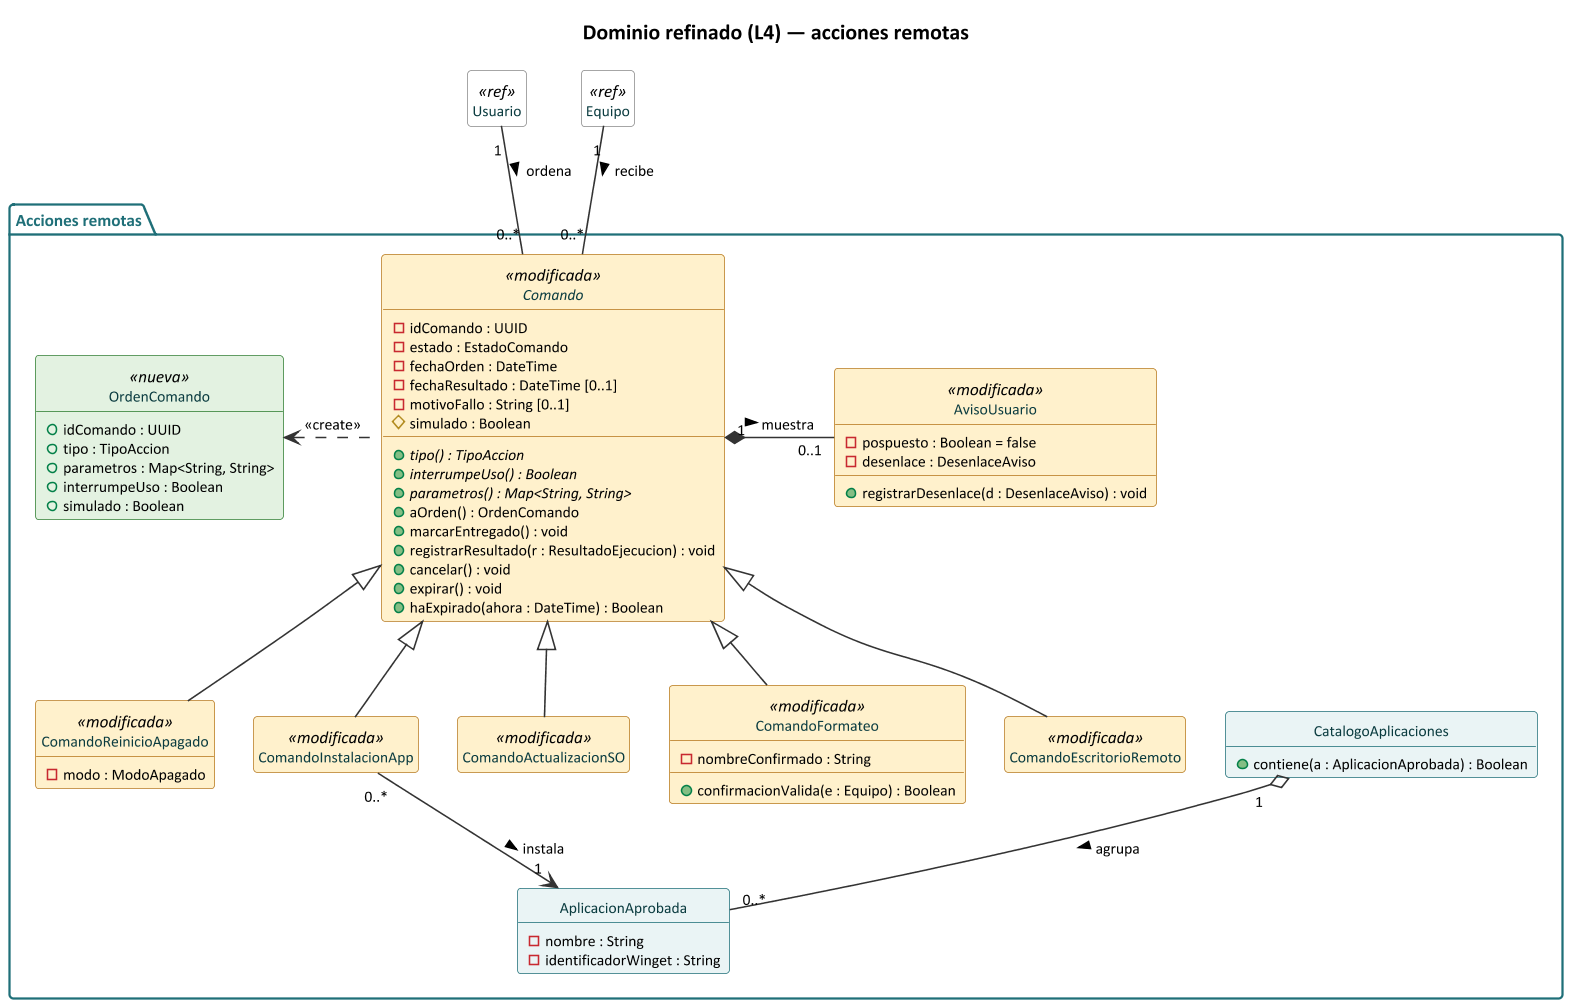 Dominio refinado (L4) — acciones remotas
«ref»
Usuario
«ref»
Equipo
1
ordena
1
recibe
Acciones remotas
0..*
0..*
«modificada»
Comando
idComando : UUID
estado : EstadoComando
fechaOrden : DateTime
fechaResultado : DateTime [0..1]
motivoFallo : String [0..1]
simulado : Boolean
tipo() : TipoAccion
interrumpeUso() : Boolean
parametros() : Map<String, String>
aOrden() : OrdenComando
marcarEntregado() : void
registrarResultado(r : ResultadoEjecucion) : void
cancelar() : void
expirar() : void
haExpirado(ahora : DateTime) : Boolean
«nueva»
OrdenComando
idComando : UUID
tipo : TipoAccion
parametros : Map<String, String>
interrumpeUso : Boolean
simulado : Boolean
«create»
1
muestra
0..1
«modificada»
AvisoUsuario
pospuesto : Boolean = false
desenlace : DesenlaceAviso
registrarDesenlace(d : DesenlaceAviso) : void
«modificada»
ComandoReinicioApagado
modo : ModoApagado
«modificada»
ComandoInstalacionApp
«modificada»
ComandoActualizacionSO
«modificada»
ComandoFormateo
nombreConfirmado : String
confirmacionValida(e : Equipo) : Boolean
«modificada»
ComandoEscritorioRemoto
CatalogoAplicaciones
contiene(a : AplicacionAprobada) : Boolean
0..*
instala
1
1
agrupa
0..*
AplicacionAprobada
nombre : String
identificadorWinget : String